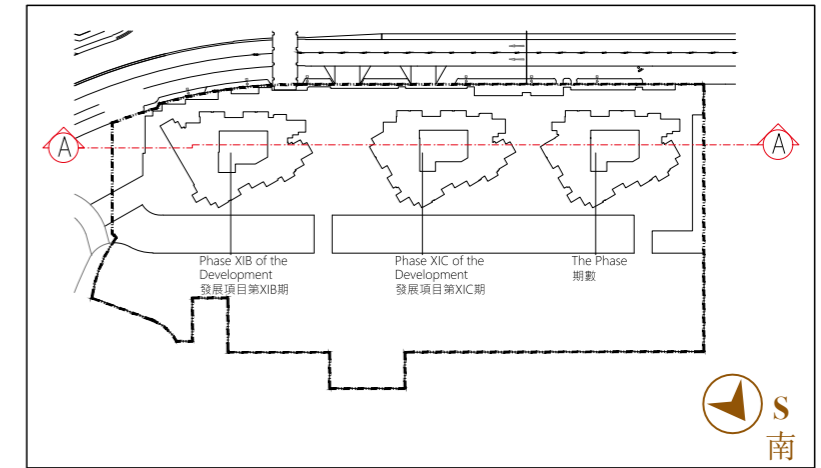 A
A
Phase XIB of the
Development
發展項目第XIB期
Phase XIC of the
Development
發展項目第XIC期
The Phase
期數
S
南